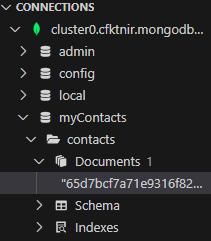 CONNECTIONS
cluster0.cfktnir.mongodb...
admin
config
local
myContacts
contacts
Documents 1
"65d7bcf7a71e9316f82...
Schema
Indexes